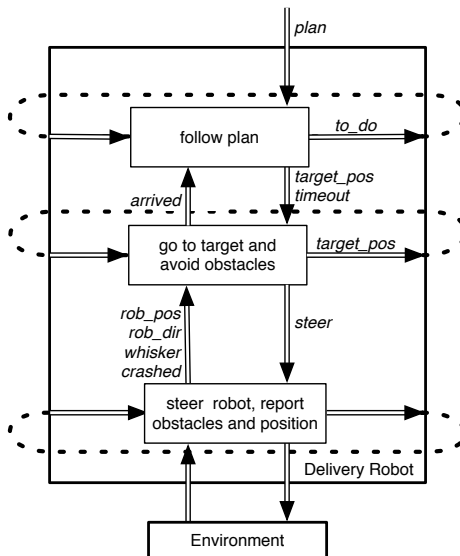 plan
follow plan
to_do
arrived
target_pos
timeout
go to target and
avoid obstacles
target_pos
rob_pos
rob_dir
whisker
crashed
steer
steer robot, report
obstacles and position
Delivery Robot
Environment